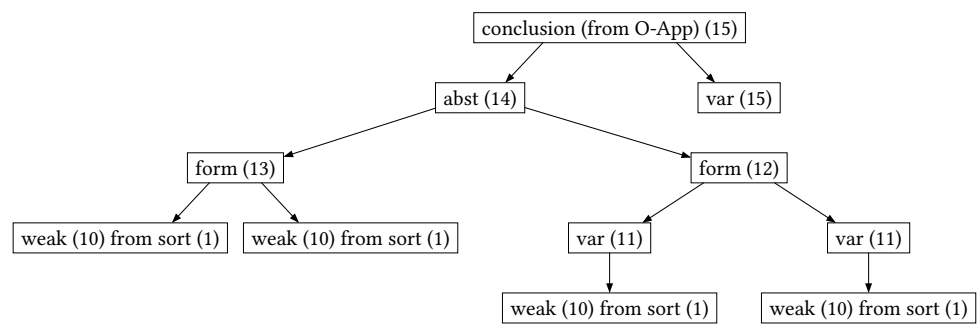 conclusion (from O-App) (15)
abst (14)
var (15)
form (13)
form (12)
weak (10) from sort (1)
weak (10) from sort (1)
var (11)
var (11)
weak (10) from sort (1)
weak (10) from sort (1)